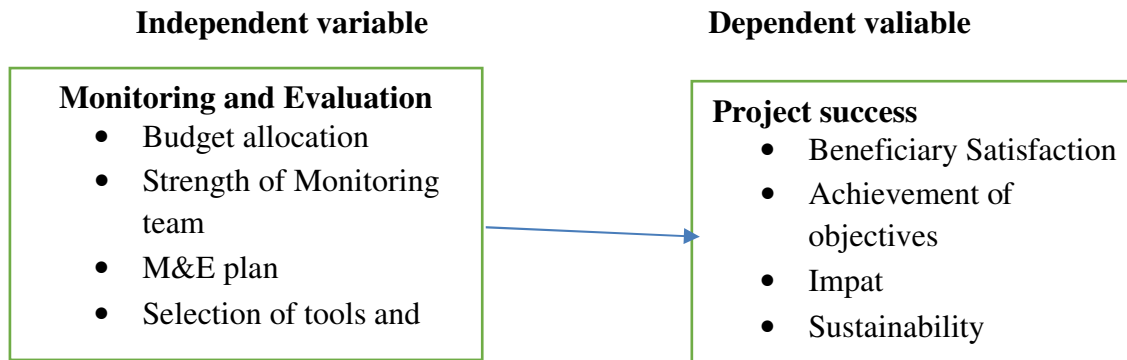 Independent variable
Dependent valiable
Monitoring and Evaluation
• Budget allocation
• Strength of Monitoring
team
• M&E plan
• Selection of tools and
Project success
• Beneficiary Satisfaction
• Achievement of
objectives
• Impat
• Sustainability